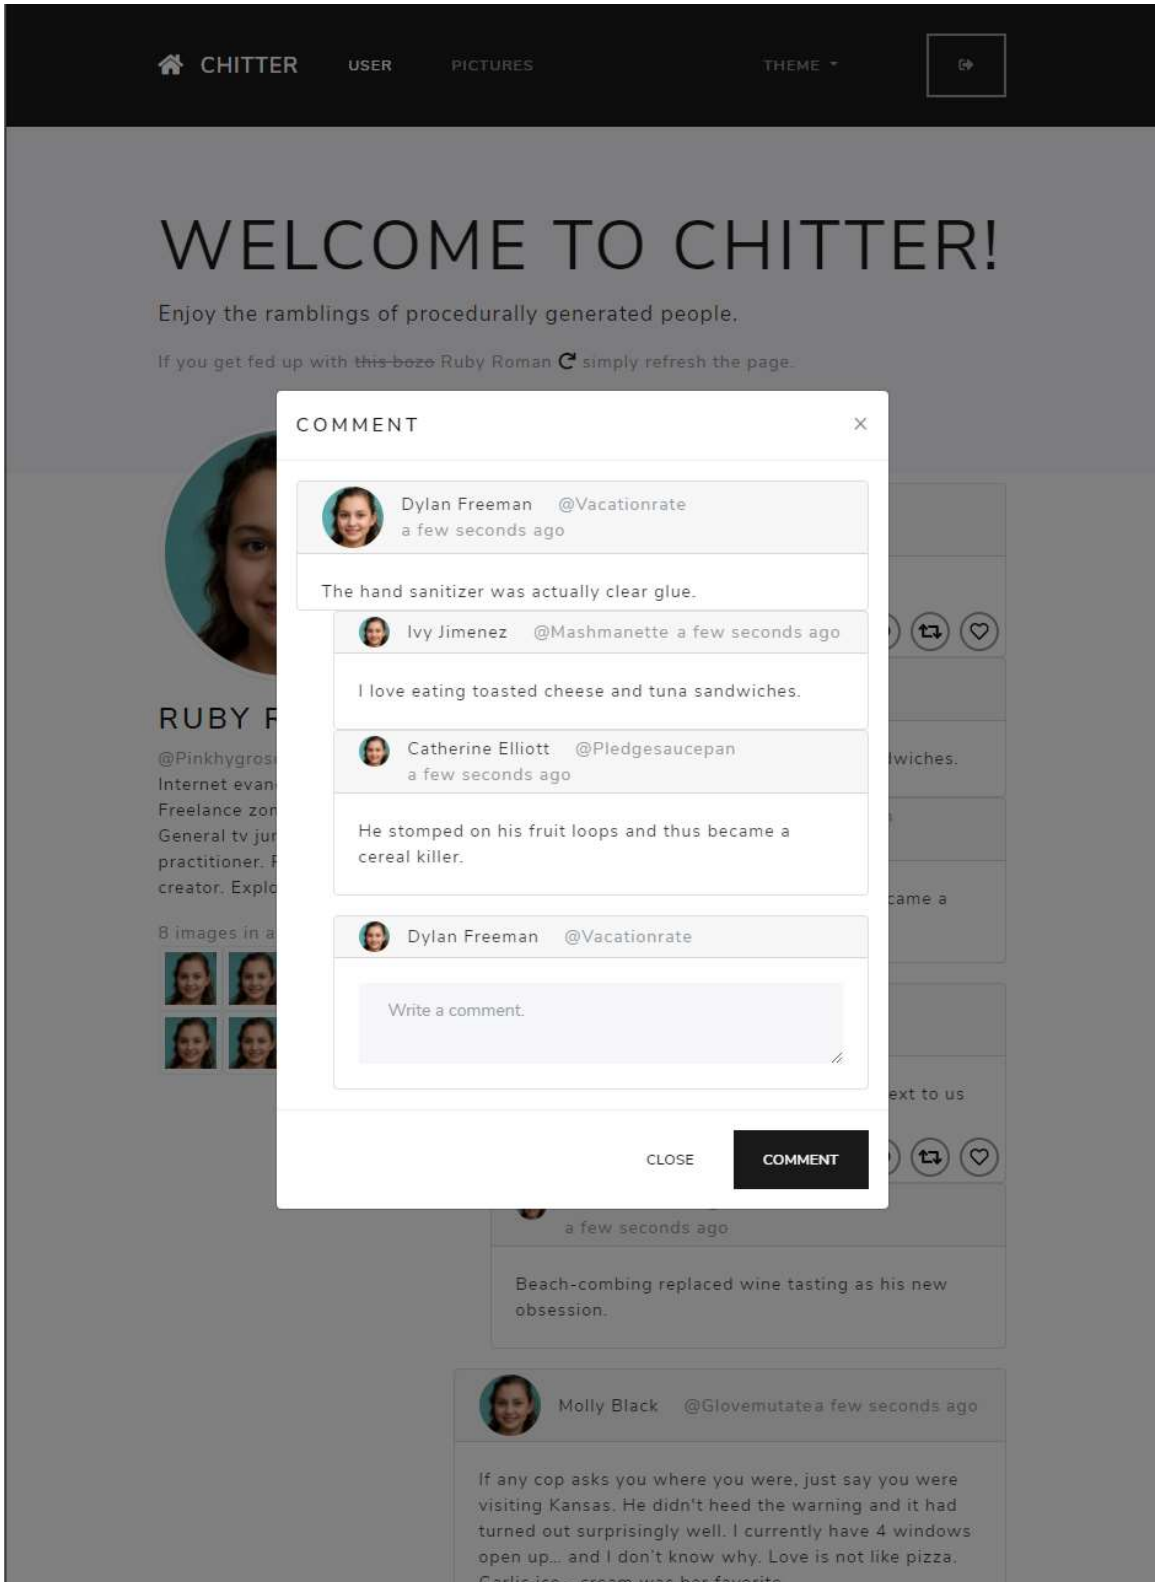 CHITTER USER PICTURES THEME
WELCOME TO CHITTER!
Enjoy the ramblings of procedurally generated people.
If you get fed up with this bozo Ruby Roman simply refresh the page.
COMMENT ×
Dylan Freeman @Vacationrate
a few seconds ago
The hand sanitizer was actually clear glue.
Ivy Jimenez @Mashmanette a few seconds ago
I love eating toasted cheese and tuna sandwiches.
Catherine Elliott @Pledgesaucepan
a few seconds ago
He stomped on his fruit loops and thus became a
cereal killer.
Dylan Freeman @Vacationrate
Write a comment.
CLOSE COMMENT
RUBY
@Pinkhygros
Internet evan
Freelance zon
General tv jun
practitioner.
creator. Explo
8 images in a
dwiches.
came a
ext to us
a few seconds ago
Beach-combing replaced wine tasting as his new
obsession.
Molly Black @Glovemutate a few seconds ago
If any cop asks you where you were, just say you were
visiting Kansas. He didn't heed the warning and it had
turned out surprisingly well. I currently have 4 windows
open up... and I don't know why. Love is not like pizza.